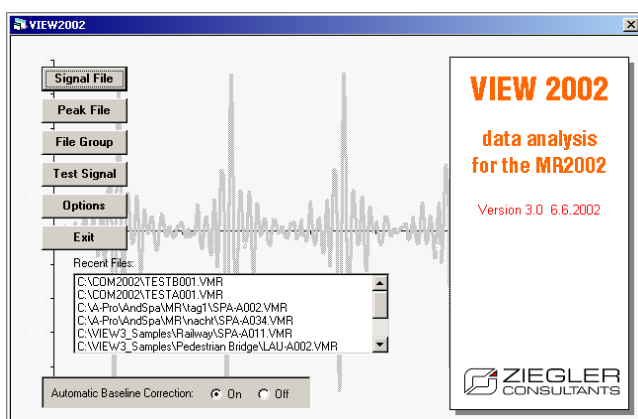 VIEW2002
Signal File
Peak File
File Group
Test Signal
Options
Exit
Recent Files:
C:\COM2002\TESTB001.VMR
C:\COM2002\TESTA001.VMR
C:\A-Pro\AndSpa\MR\tag1\SPA-A002.VMR
C:\A-Pro\AndSpa\MR\nacht\SPA-A034.VMR
C:\VIEW3_Samples\Railway\SPA-A011.VMR
C:\VIEW3_Samples\Pedestrian Bridge\LAU-A002.VMR
Automatic Baseline Correction: On Off
VIEW 2002
data analysis
for the MR2002
Version 3.0 6.6.2002
ZIEGLER
CONSULTANTS